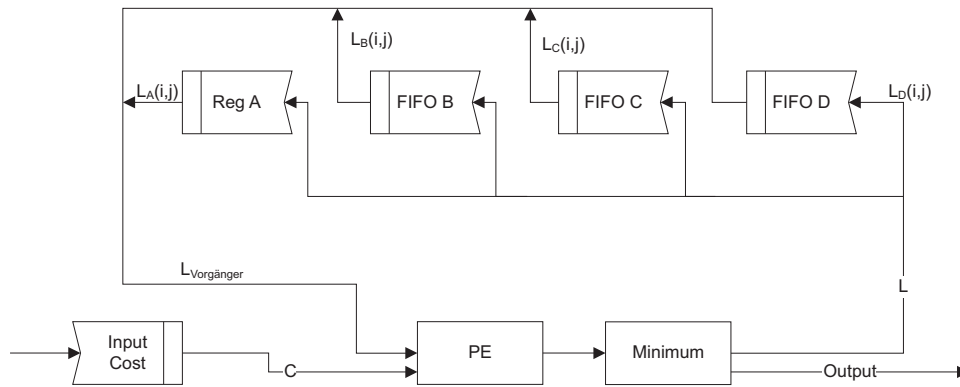 L_B(i,j)
L_C(i,j)
L_A(i,j)
Reg A
FIFO B
FIFO C
FIFO D
L_D(i,j)
L_Vorgänger
L
Input
Cost
C
PE
Minimum
Output